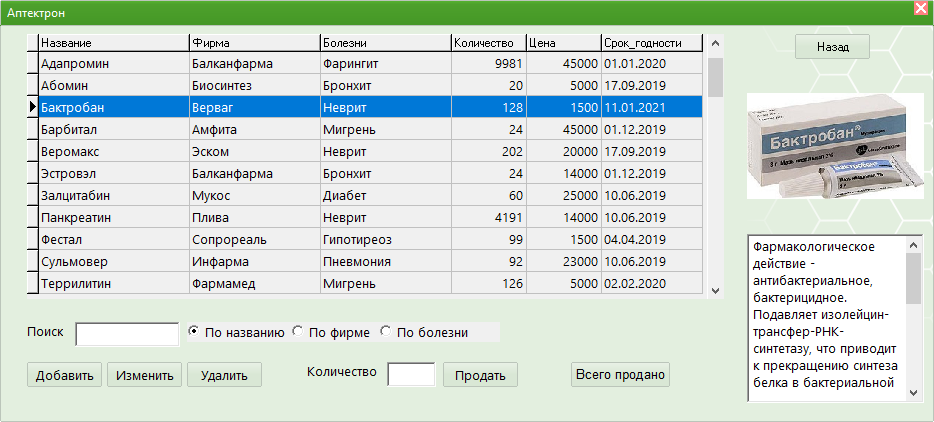 Аптектрон
Название Фирма Болезни Количество Цена Срок_годности
Адапромин Балканфарма Фарингит 9981 45000 01.01.2020
Абомин Биосинтез Бронхит 20 5000 17.09.2019
Бактробан Верваг Неврит 128 1500 11.01.2021
Барбитал Амфита Мигрень 24 45000 01.12.2019
Веромакс Эском Неврит 202 20000 17.09.2019
Эстровэл Балканфарма Бронхит 24 14000 01.12.2019
Залцитабин Мукос Диабет 60 25000 10.06.2019
Панкреатин Плива Неврит 4191 14000 10.06.2019
Фестал Сопрореаль Гипотиреоз 99 1500 04.04.2019
Сульмовер Инфарма Пневмония 92 23000 10.06.2019
Террилитин Фармамед Мигрень 126 5000 02.02.2020
Поиск По названию По фирме По болезни
Добавить Изменить Удалить Количество Продать Всего продано
Назад
Бактробан®
Бактробан
Фармакологическое
действие -
антибактериальное,
бактерицидное.
Подавляет изолейцин-
трансфер-РНК-
синтетазу, что приводит
к прекращению синтеза
белка в бактериальной